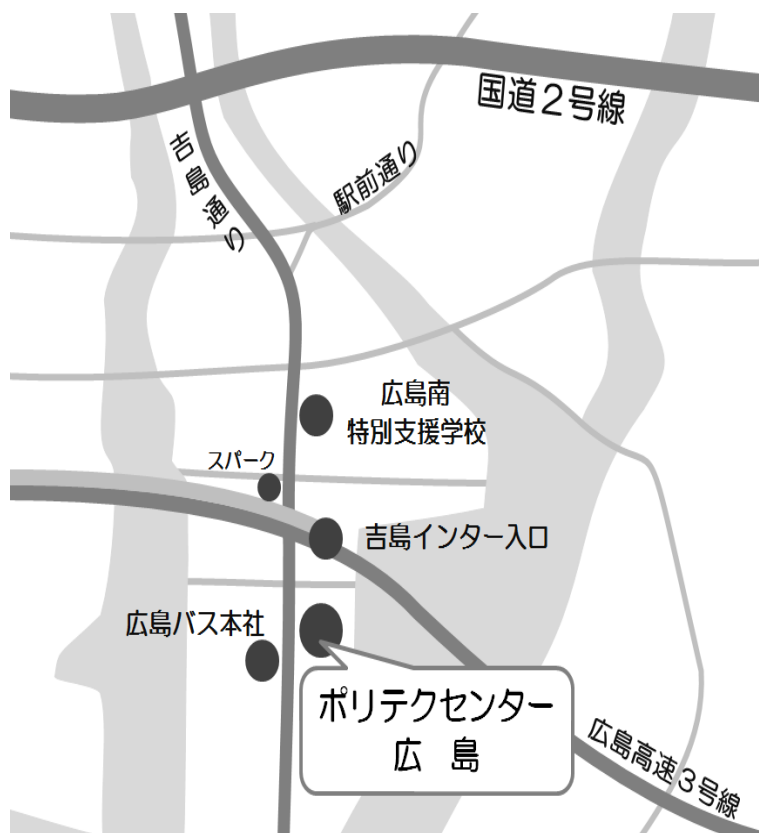 国道２号線
吉島通り
駅前通り
広島南
特別支援学校
スパーク
吉島インター入口
広島バス本社
ポリテクセンター
広　島
広島高速３号線